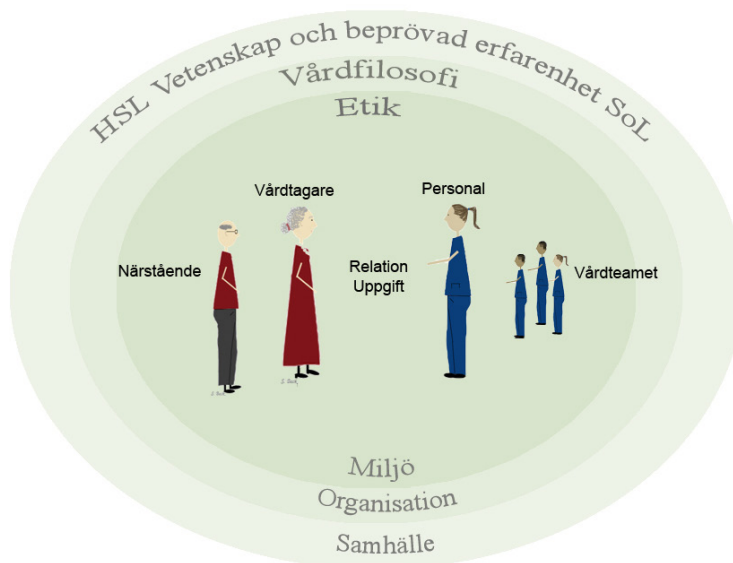 HSL Vetenskap och beprövad erfarenhet SoL
Vårdfilosofi
Etik
Vårdtagare
Personal
Närstående
Relation
Uppgift
Vårdteamet
Miljö
Organisation
Samhälle